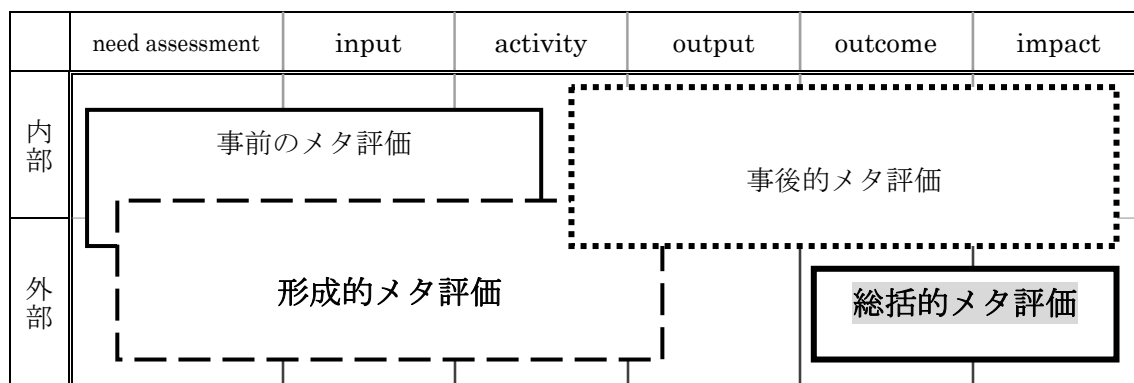 need assessment input activity output outcome impact
内部
事前のメタ評価
事後的メタ評価
外部
形成的メタ評価
総括的メタ評価